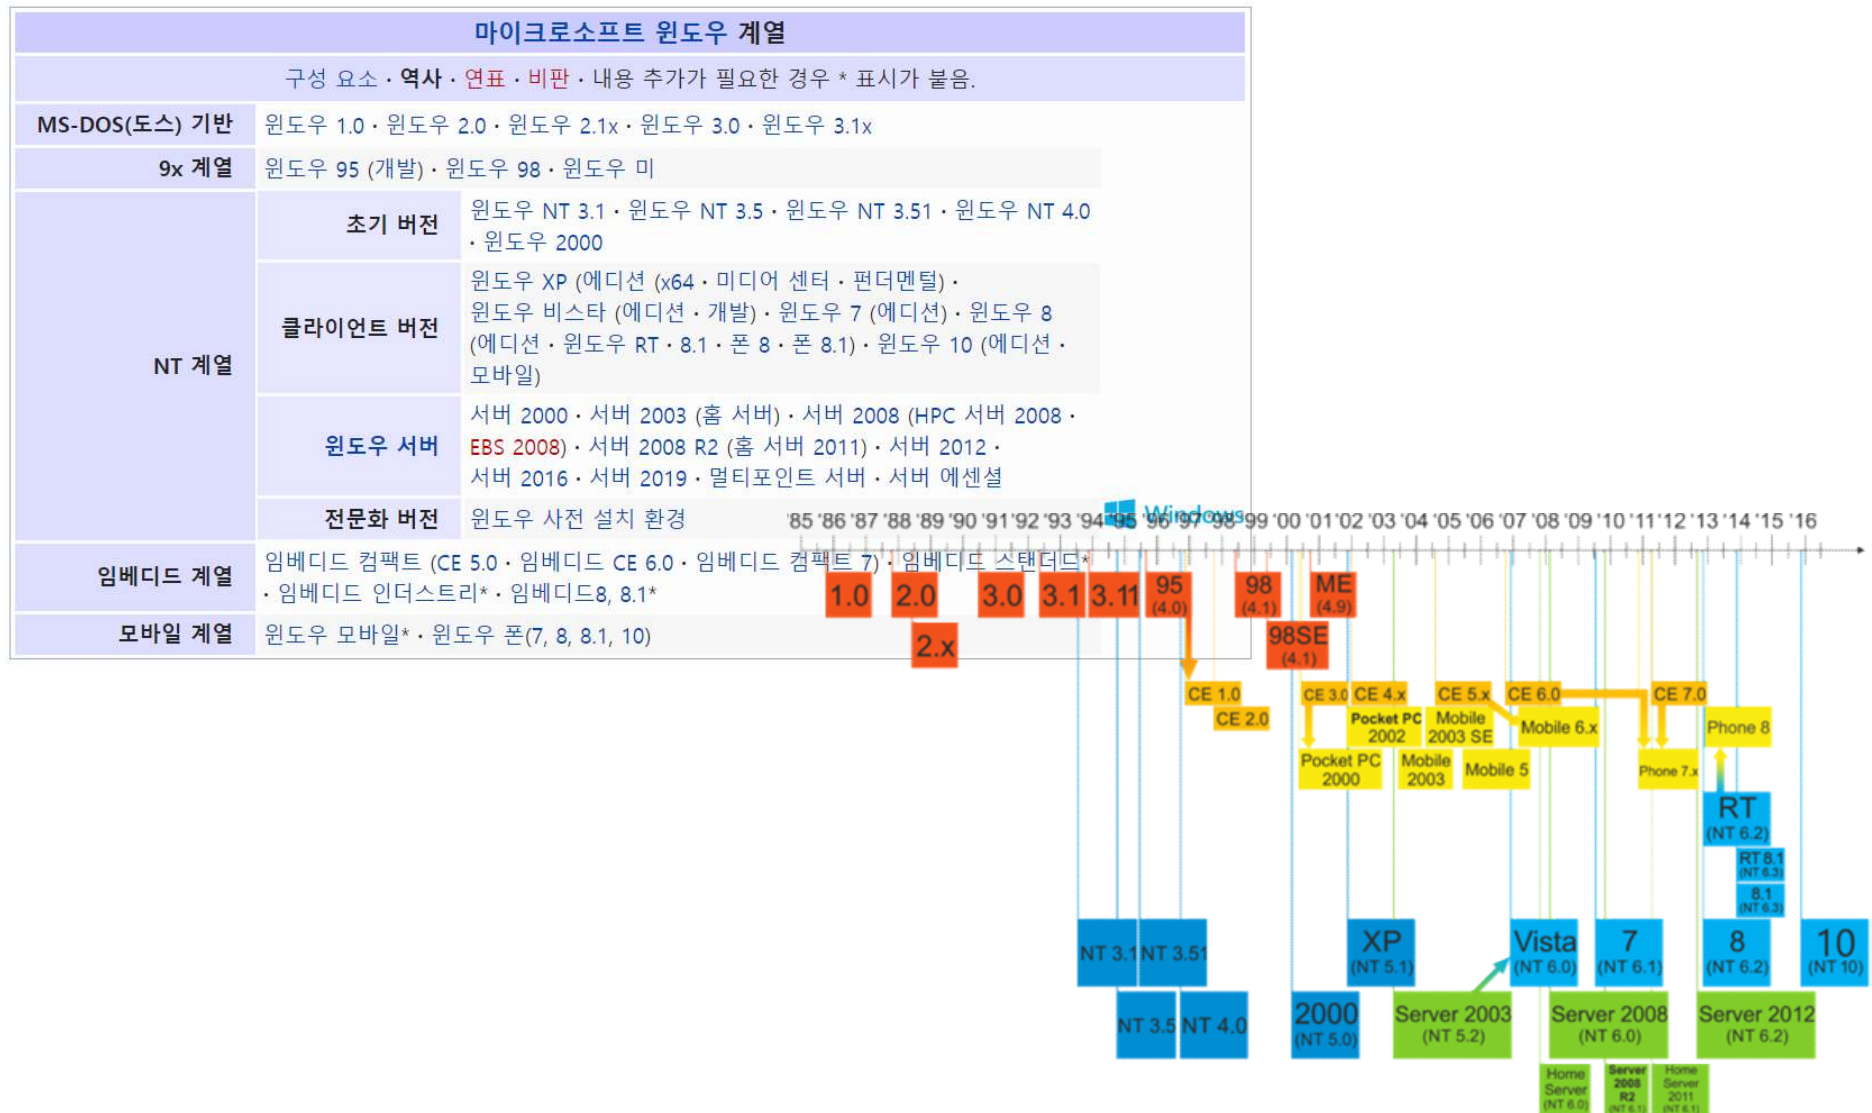 마이크로소프트 윈도우 계열
구성 요소 · 역사 · 연표 · 비판 · 내용 추가가 필요한 경우 * 표시가 붙음.
MS-DOS(도스) 기반
윈도우 1.0 · 윈도우 2.0 · 윈도우 2.1x · 윈도우 3.0 · 윈도우 3.1x
9x 계열
윈도우 95 (개발) · 윈도우 98 · 윈도우 미
NT 계열
초기 버전
윈도우 NT 3.1 · 윈도우 NT 3.5 · 윈도우 NT 3.51 · 윈도우 NT 4.0
· 윈도우 2000
클라이언트 버전
윈도우 XP (에디션 (x64 · 미디어 센터 · 펀더멘털) ·
윈도우 비스타 (에디션 · 개발) · 윈도우 7 (에디션) · 윈도우 8
(에디션 · 윈도우 RT · 8.1 · 폰 8 · 폰 8.1) · 윈도우 10 (에디션 ·
모바일)
윈도우 서버
서버 2000 · 서버 2003 (홈 서버) · 서버 2008 (HPC 서버 2008 ·
EBS 2008) · 서버 2008 R2 (홈 서버 2011) · 서버 2012 ·
서버 2016 · 서버 2019 · 멀티포인트 서버 · 서버 에센셜
전문화 버전
윈도우 사전 설치 환경
임베디드 계열
임베디드 컴팩트 (CE 5.0 · 임베디드 CE 6.0 · 임베디드 컴팩트 7) · 임베디드 스탠더드*
· 임베디드 인더스트리* · 임베디드8, 8.1*
모바일 계열
윈도우 모바일* · 윈도우 폰(7, 8, 8.1, 10)
Windows
'85 '86 '87 '88 '89 '90 '91 '92 '93 '94 '95 '96 '97 '98 '99 '00 '01 '02 '03 '04 '05 '06 '07 '08 '09 '10 '11 '12 '13 '14 '15 '16
1.0
2.0
3.0
3.1
3.11
95
(4.0)
98
(4.1)
ME
(4.9)
2.x
98SE
(4.1)
CE 1.0
CE 3.0
CE 4.x
CE 5.x
CE 6.0
CE 7.0
CE 2.0
Pocket PC
2002
Mobile
2003 SE
Mobile 6.x
Phone 8
Pocket PC
2000
Mobile
2003
Mobile 5
Phone 7.x
RT
(NT 6.2)
RT 8.1
(NT 6.3)
8.1
(NT 6.3)
NT 3.1
NT 3.51
XP
(NT 5.1)
Vista
(NT 6.0)
7
(NT 6.1)
8
(NT 6.2)
10
(NT 10)
NT 3.5
NT 4.0
2000
(NT 5.0)
Server 2003
(NT 5.2)
Server 2008
(NT 6.0)
Server 2012
(NT 6.2)
Home
Server
(NT 6.0)
Server
2008
R2
(NT 6.1)
Home
Server
2011
(NT 6.1)